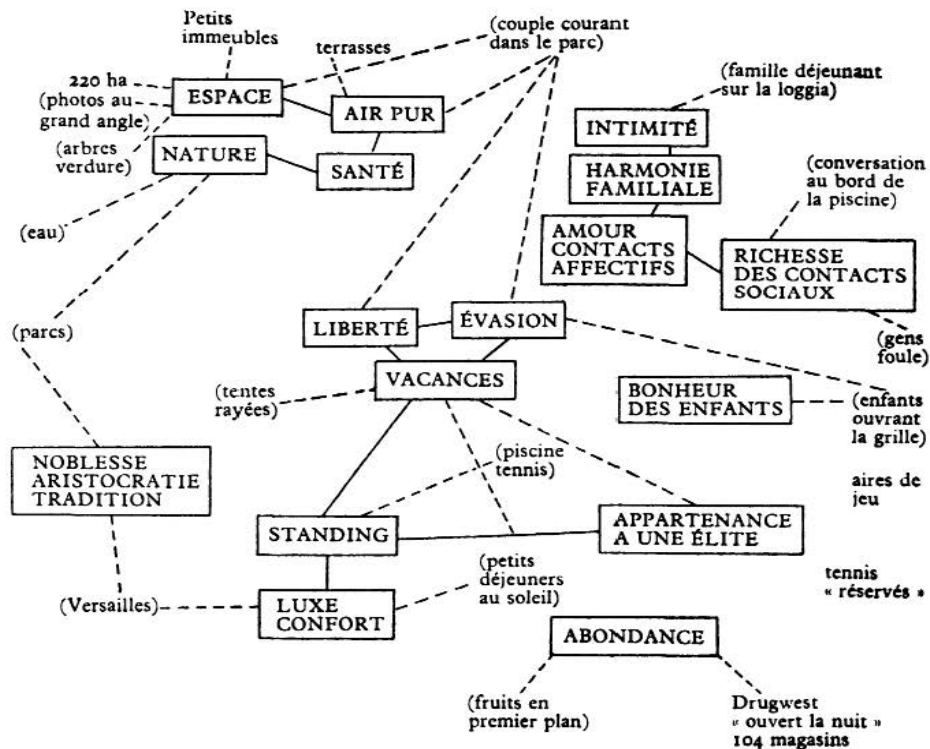 Petits
immeubles
terrasses
(couple courant
dans le parc)
220 ha
(photos au
grand angle)
ESPACE
AIR PUR
(famille déjeunant
sur la loggia)
INTIMITÉ
(arbres
verdure)
NATURE
SANTÉ
HARMONIE
FAMILIALE
(conversation
au bord de
la piscine)
(eau)
AMOUR
CONTACTS
AFFECTIFS
RICHESSE
DES CONTACTS
SOCIAUX
(parcs)
LIBERTÉ
ÉVASION
(gens
foule)
VACANCES
(tentes
rayées)
BONHEUR
DES ENFANTS
(enfants
ouvrant
la grille)
NOBLESSE
ARISTOCRATIE
TRADITION
(piscine
tennis)
aires de
jeu
STANDING
APPARTENANCE
A UNE ÉLITE
(petits
déjeuners
au soleil)
tennis
« réservés »
(Versailles)
LUXE
CONFORT
ABONDANCE
(fruits en
premier plan)
Drugwest
« ouvert la nuit »
104 magasins